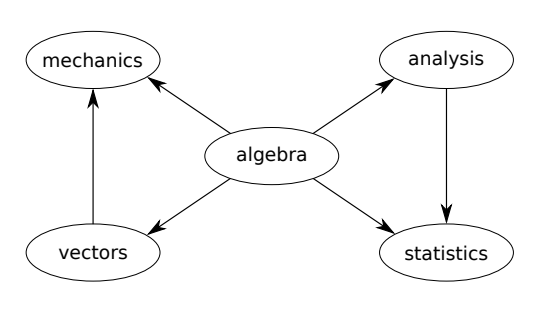 mechanics
analysis
algebra
vectors
statistics